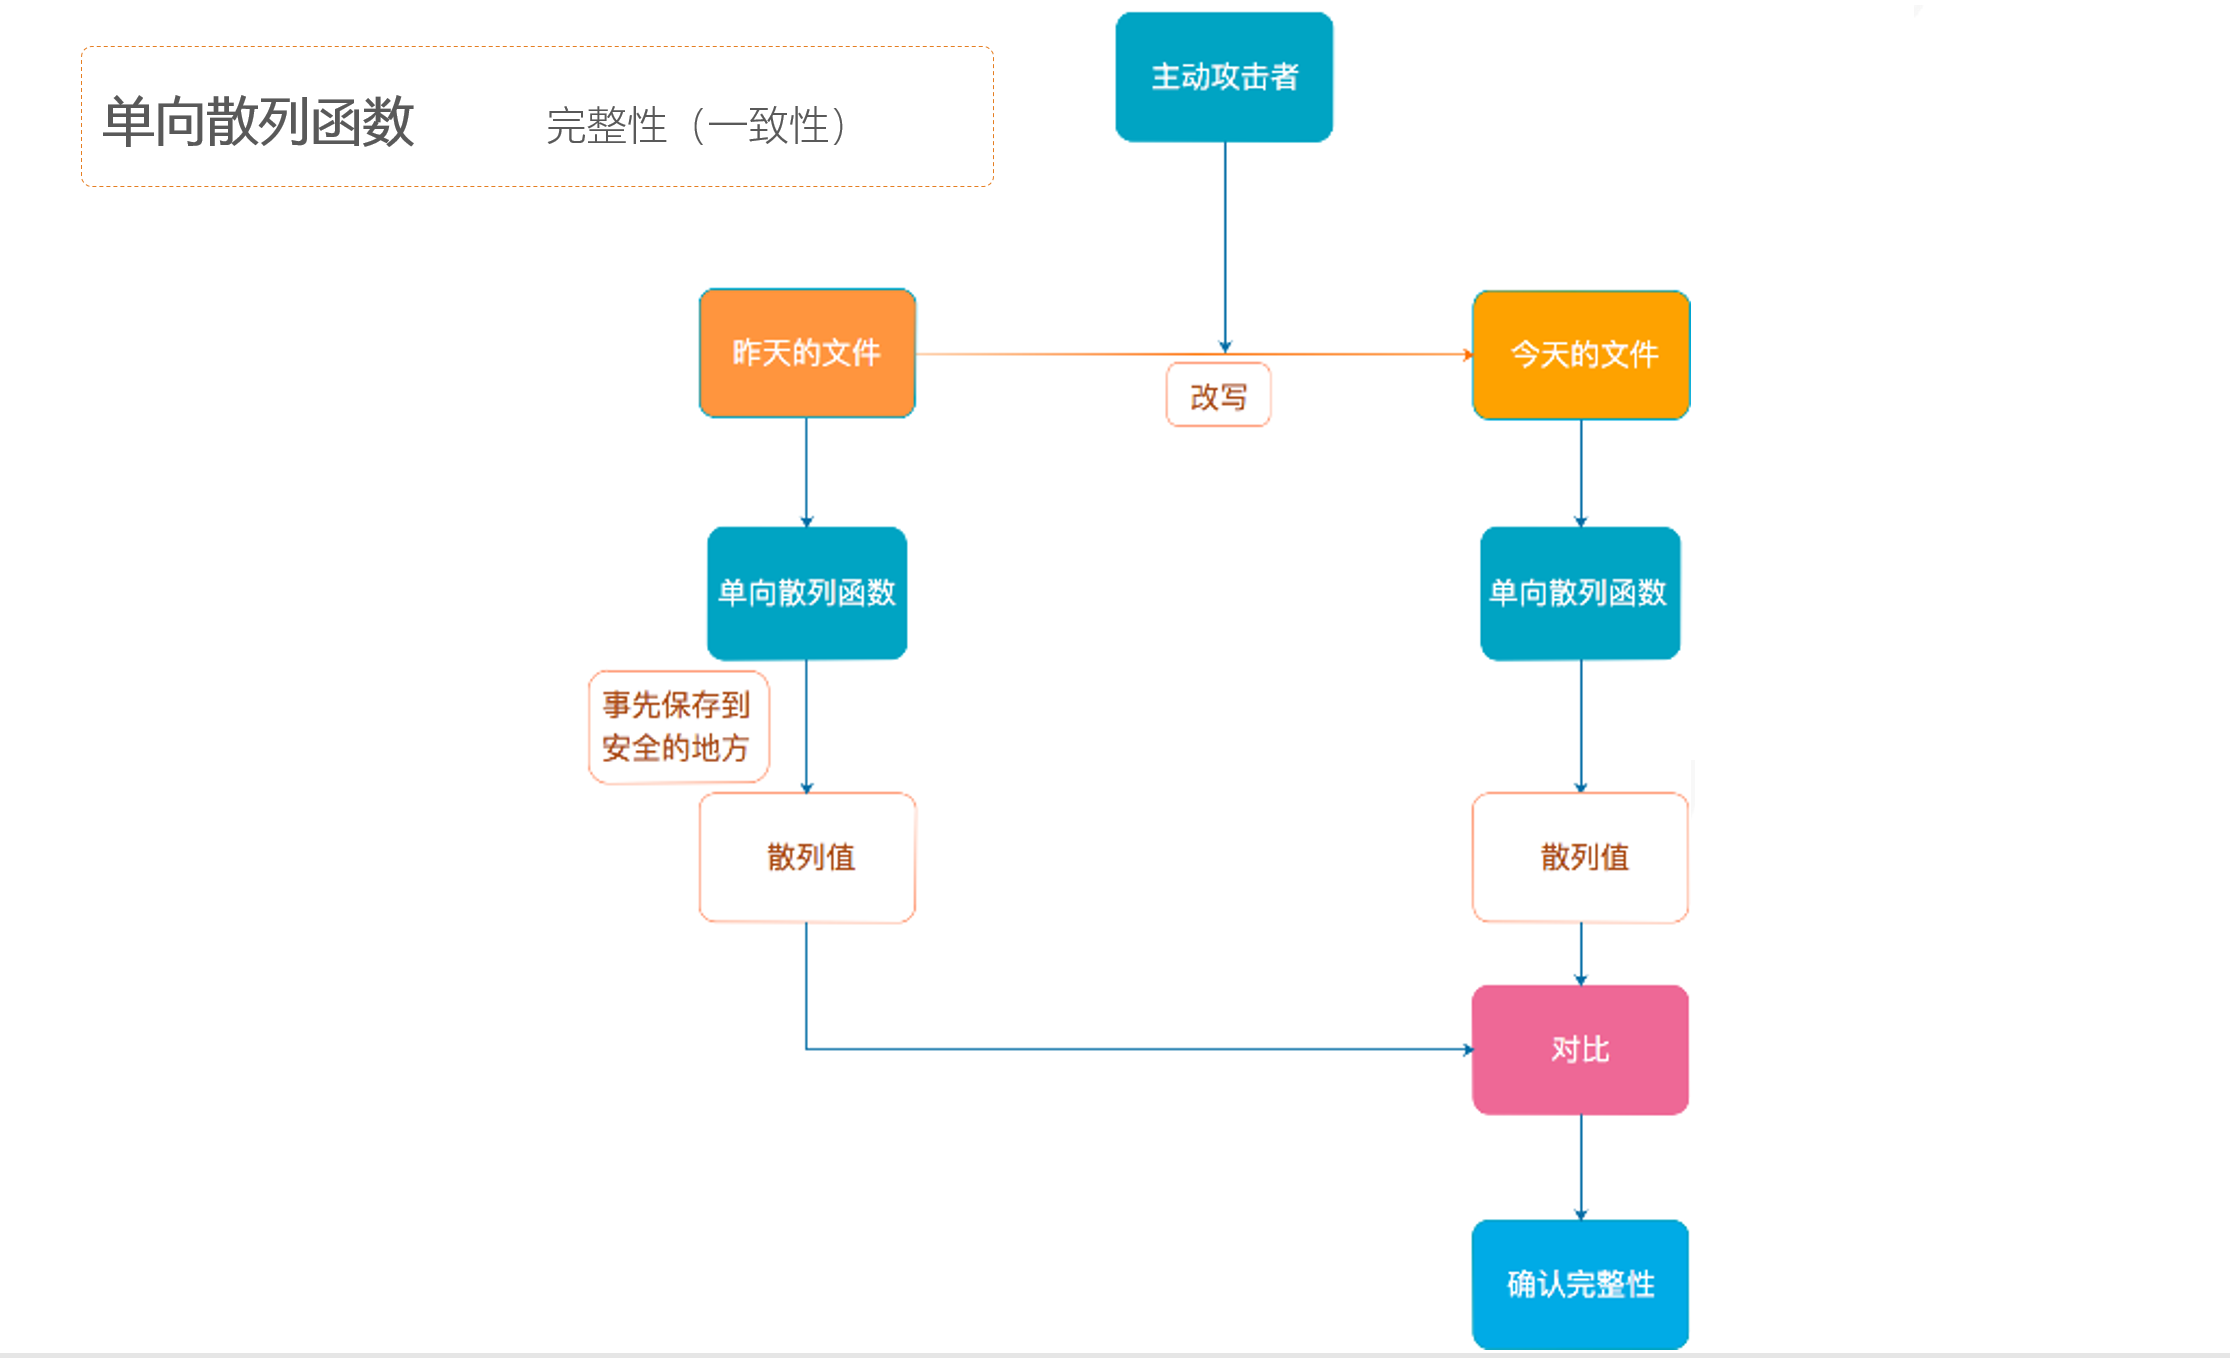 主动攻击者
单向散列函数 完整性（一致性）
昨天的文件
今天的文件
改写
单向散列函数
单向散列函数
事先保存到
安全的地方
散列值
散列值
对比
确认完整性